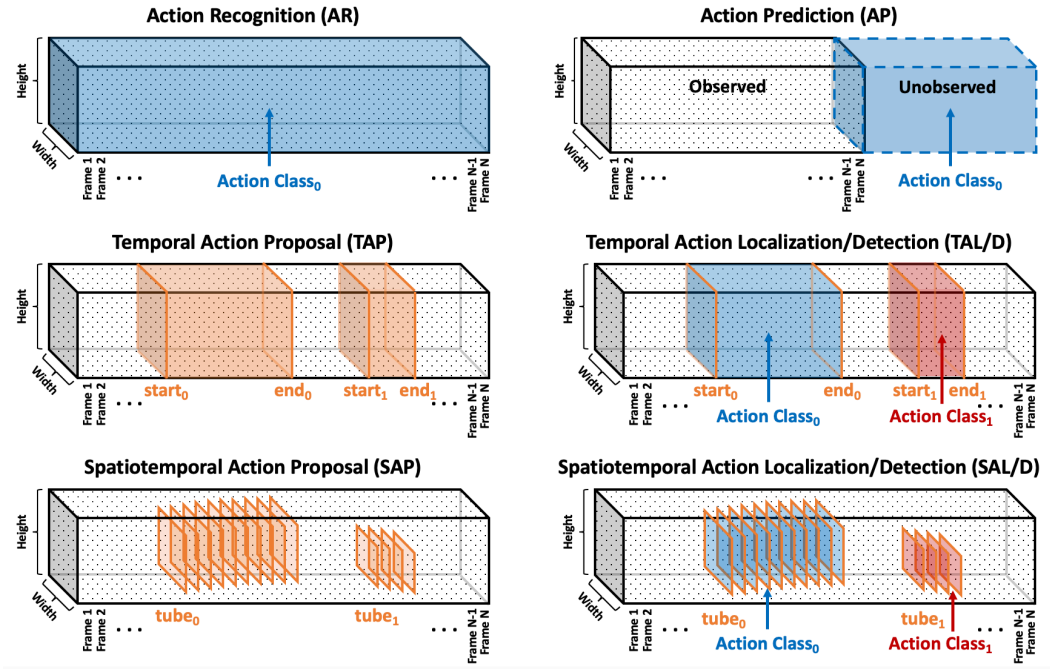 Action Recognition (AR)
Height
Width
Frame 1
Frame 2
...
Action Class₀
Frame N-1
Frame N
Action Prediction (AP)
Height
Width
Observed
Unobserved
Frame 1
Frame 2
...
...
Frame N-1
Frame N
Action Class₀
Temporal Action Proposal (TAP)
Height
Width
Frame 1
Frame 2
...
start₀
end₀
start₁
end₁
...
Frame N-1
Frame N
Temporal Action Localization/Detection (TAL/D)
Height
Width
Frame 1
Frame 2
...
start₀
end₀
start₁
end₁
...
Action Class₀
Action Class₁
Frame N-1
Frame N
Spatiotemporal Action Proposal (SAP)
Height
Width
Frame 1
Frame 2
...
tube₀
tube₁
...
Frame N-1
Frame N
Spatiotemporal Action Localization/Detection (SAL/D)
Height
Width
Frame 1
Frame 2
...
tube₀
tube₁
...
Action Class₀
Action Class₁
Frame N-1
Frame N